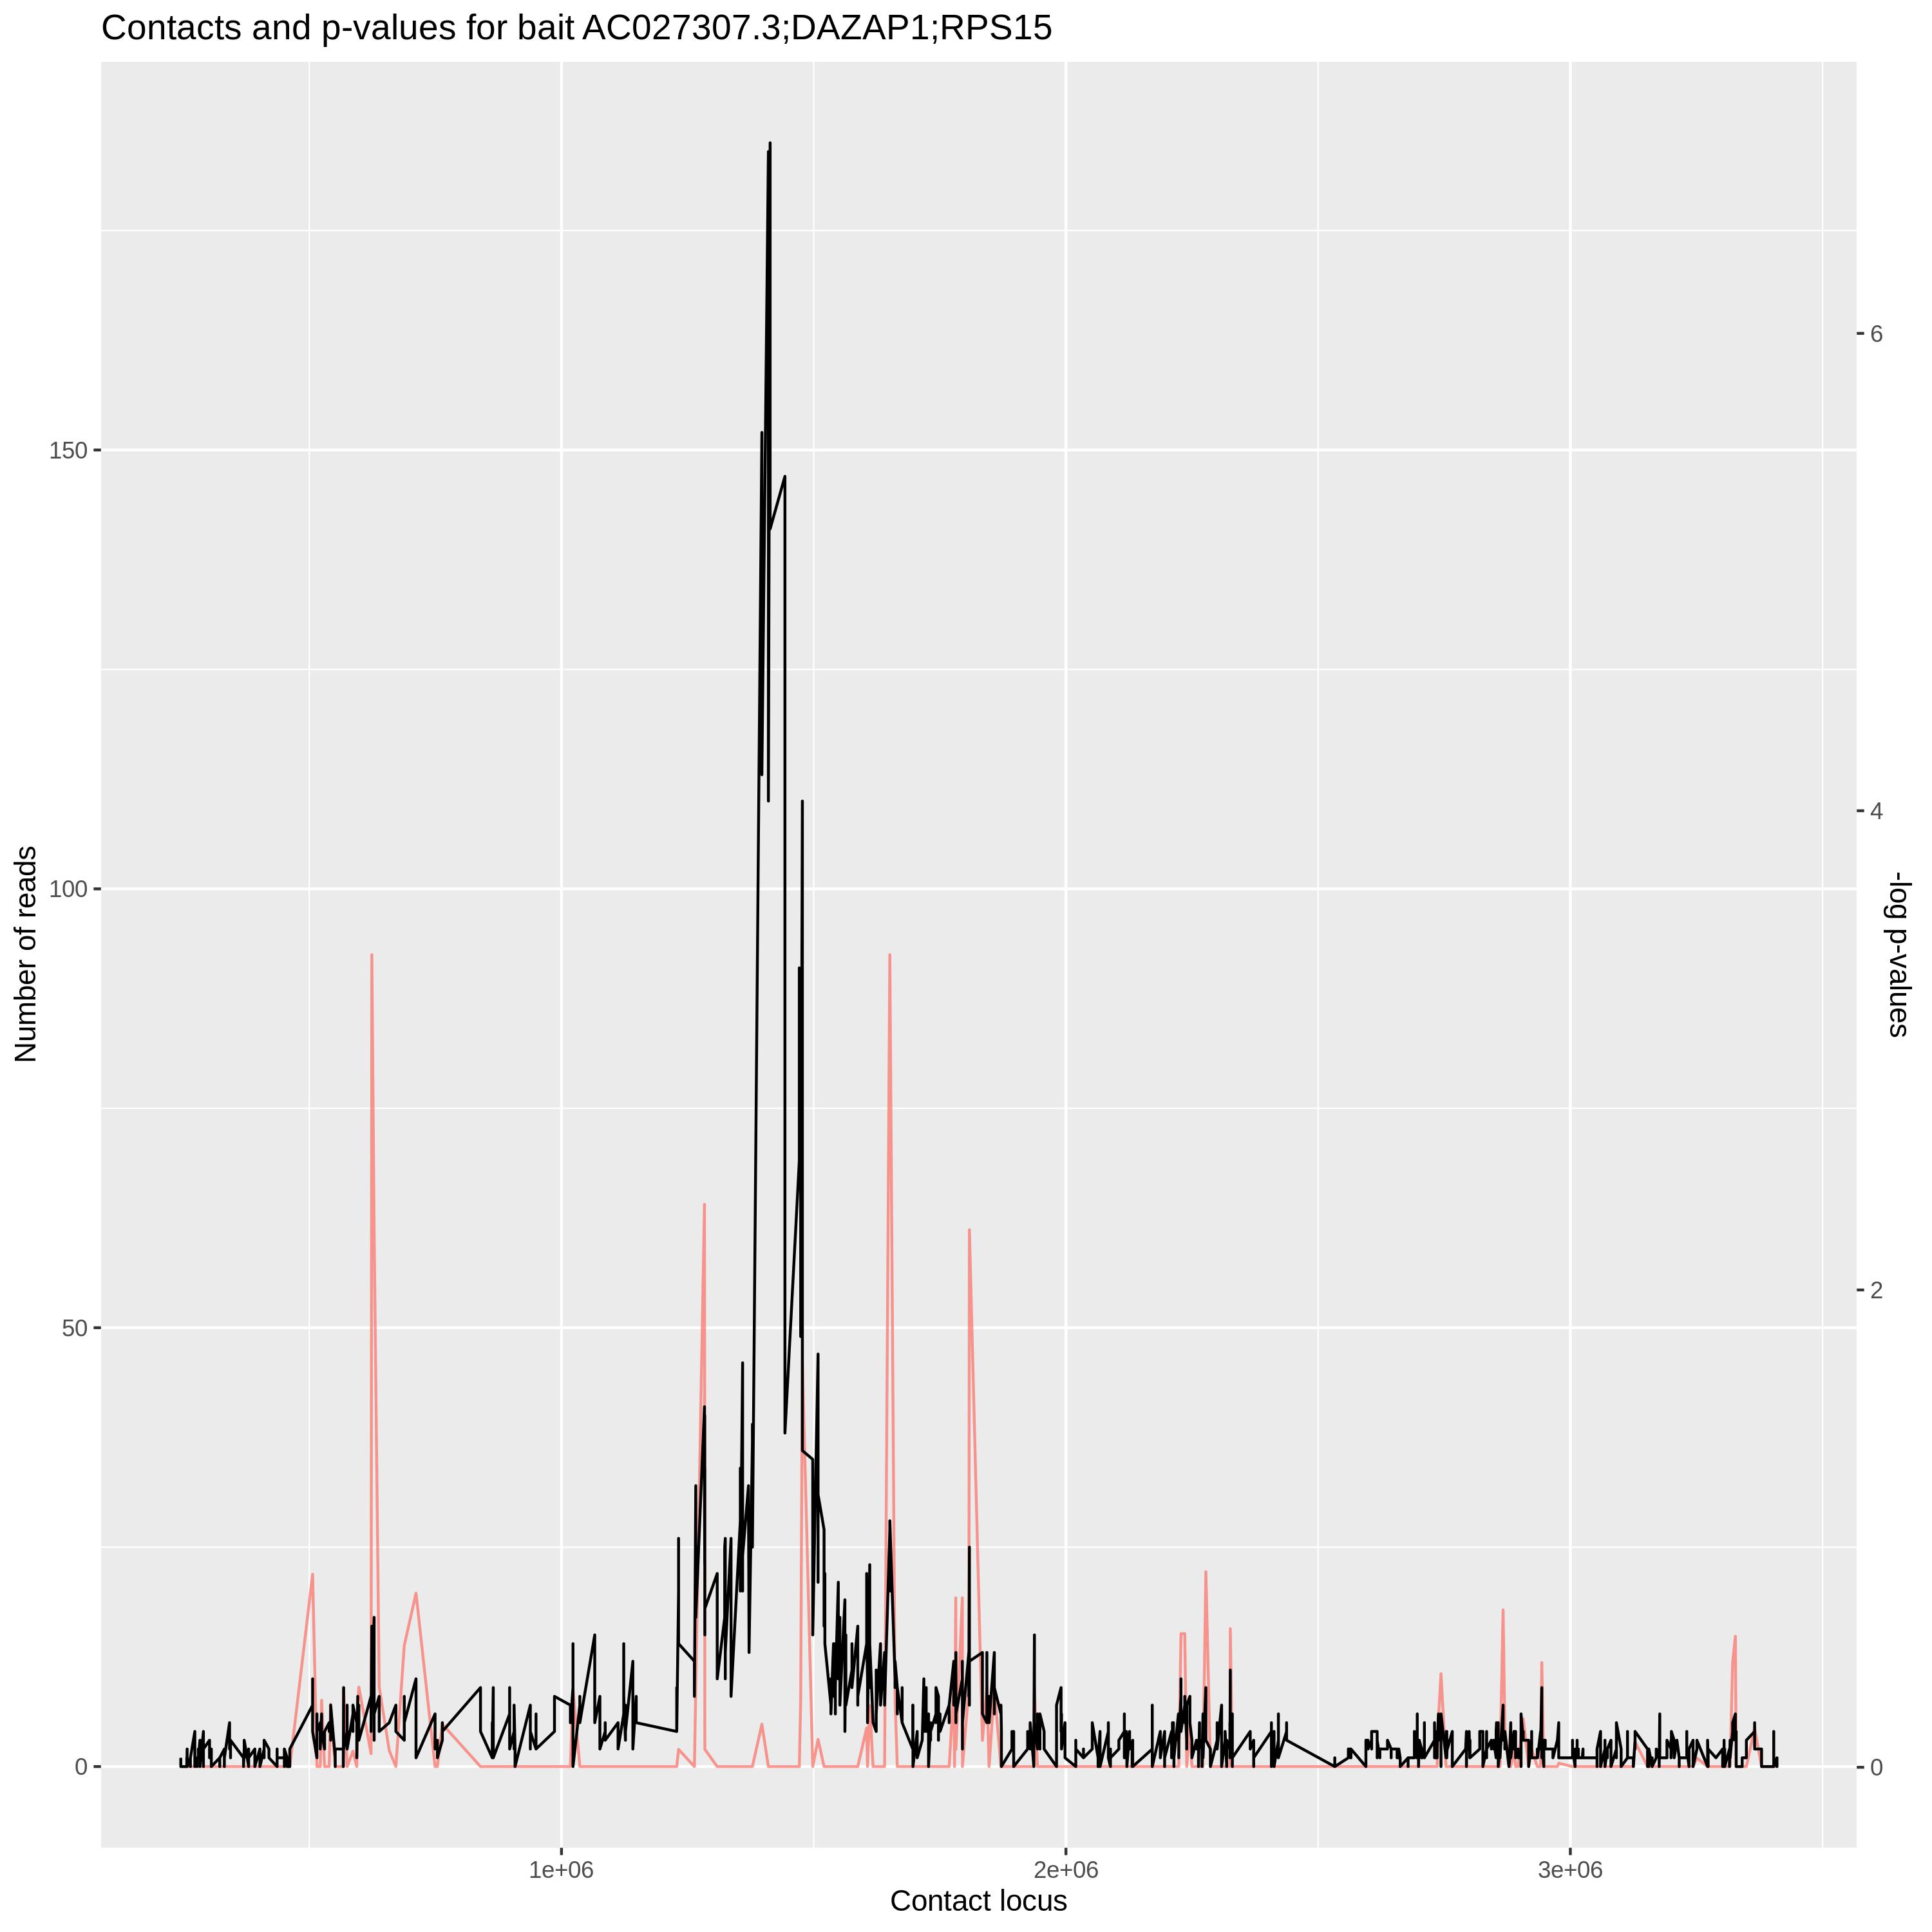 Contacts and p-values for bait AC027307.3;DAZAP1;RPS15
150
100
50
0
Number of reads
6
4
2
0
-log p-values
1e+06
2e+06
3e+06
Contact locus